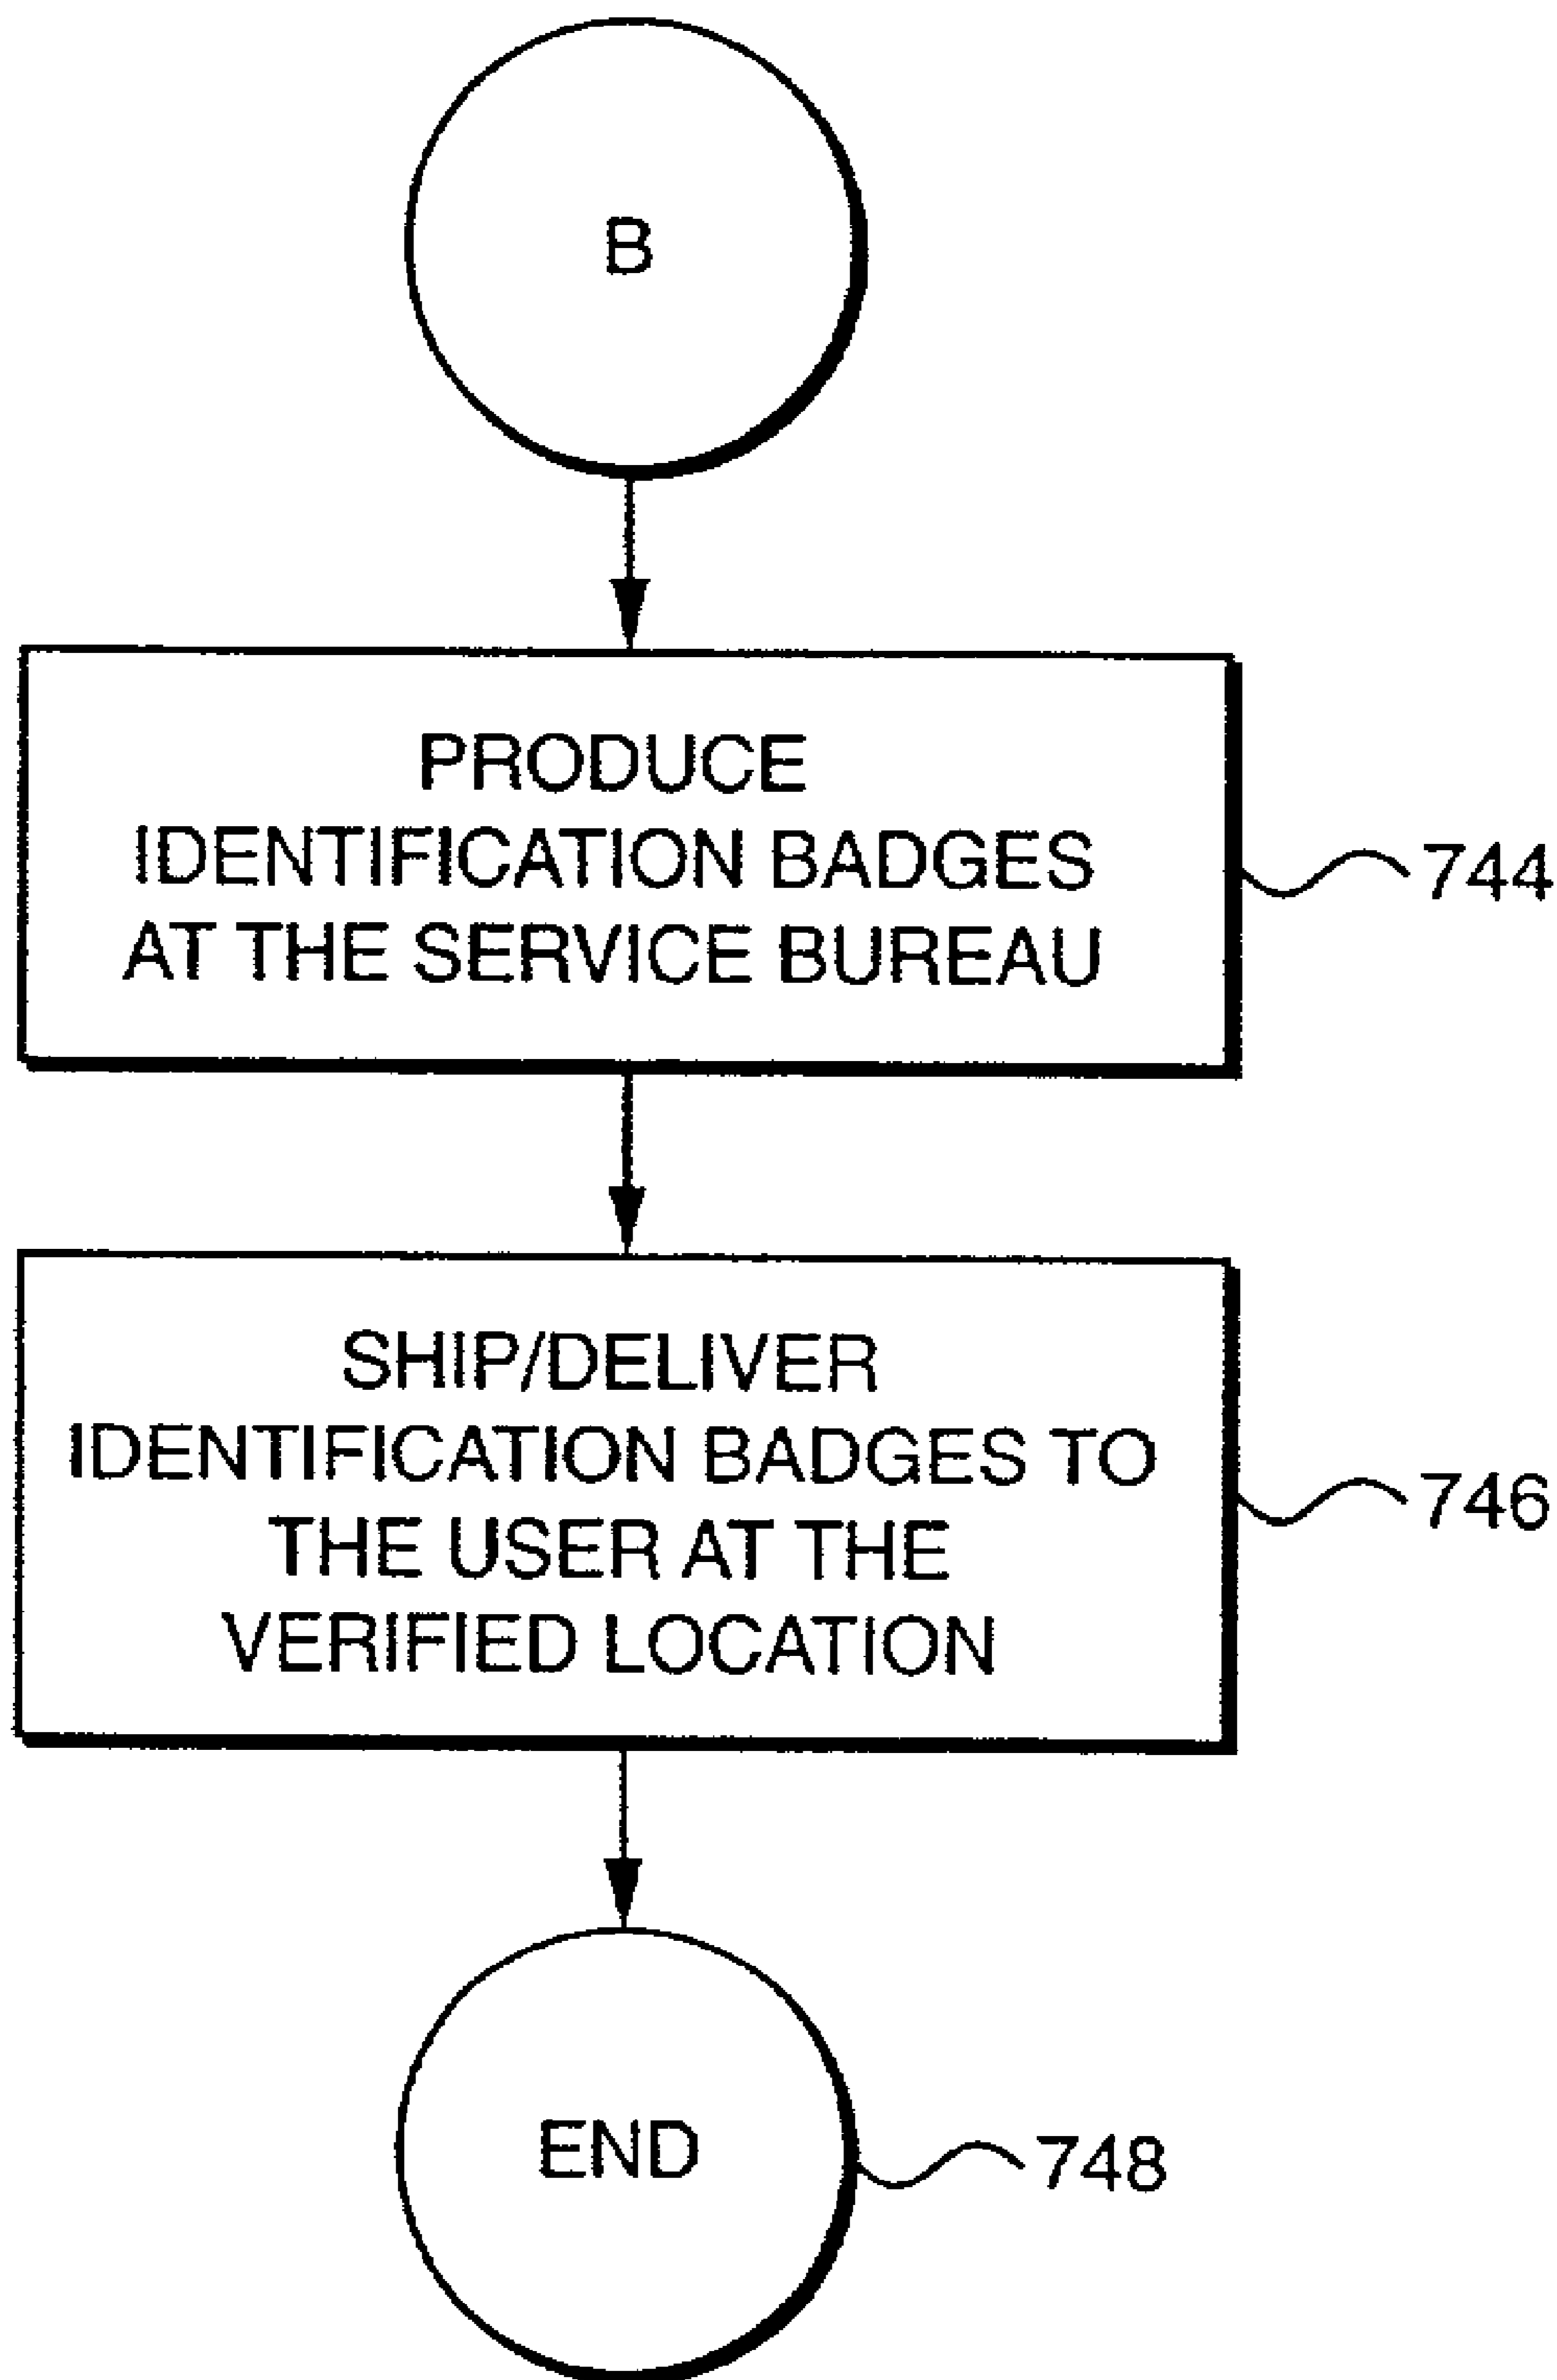 B
PRODUCE
IDENTIFICATION BADGES
AT THE SERVICE BUREAU
744
SHIP/DELIVER
IDENTIFICATION BADGES TO
THE USER AT THE
VERIFIED LOCATION
746
END
748